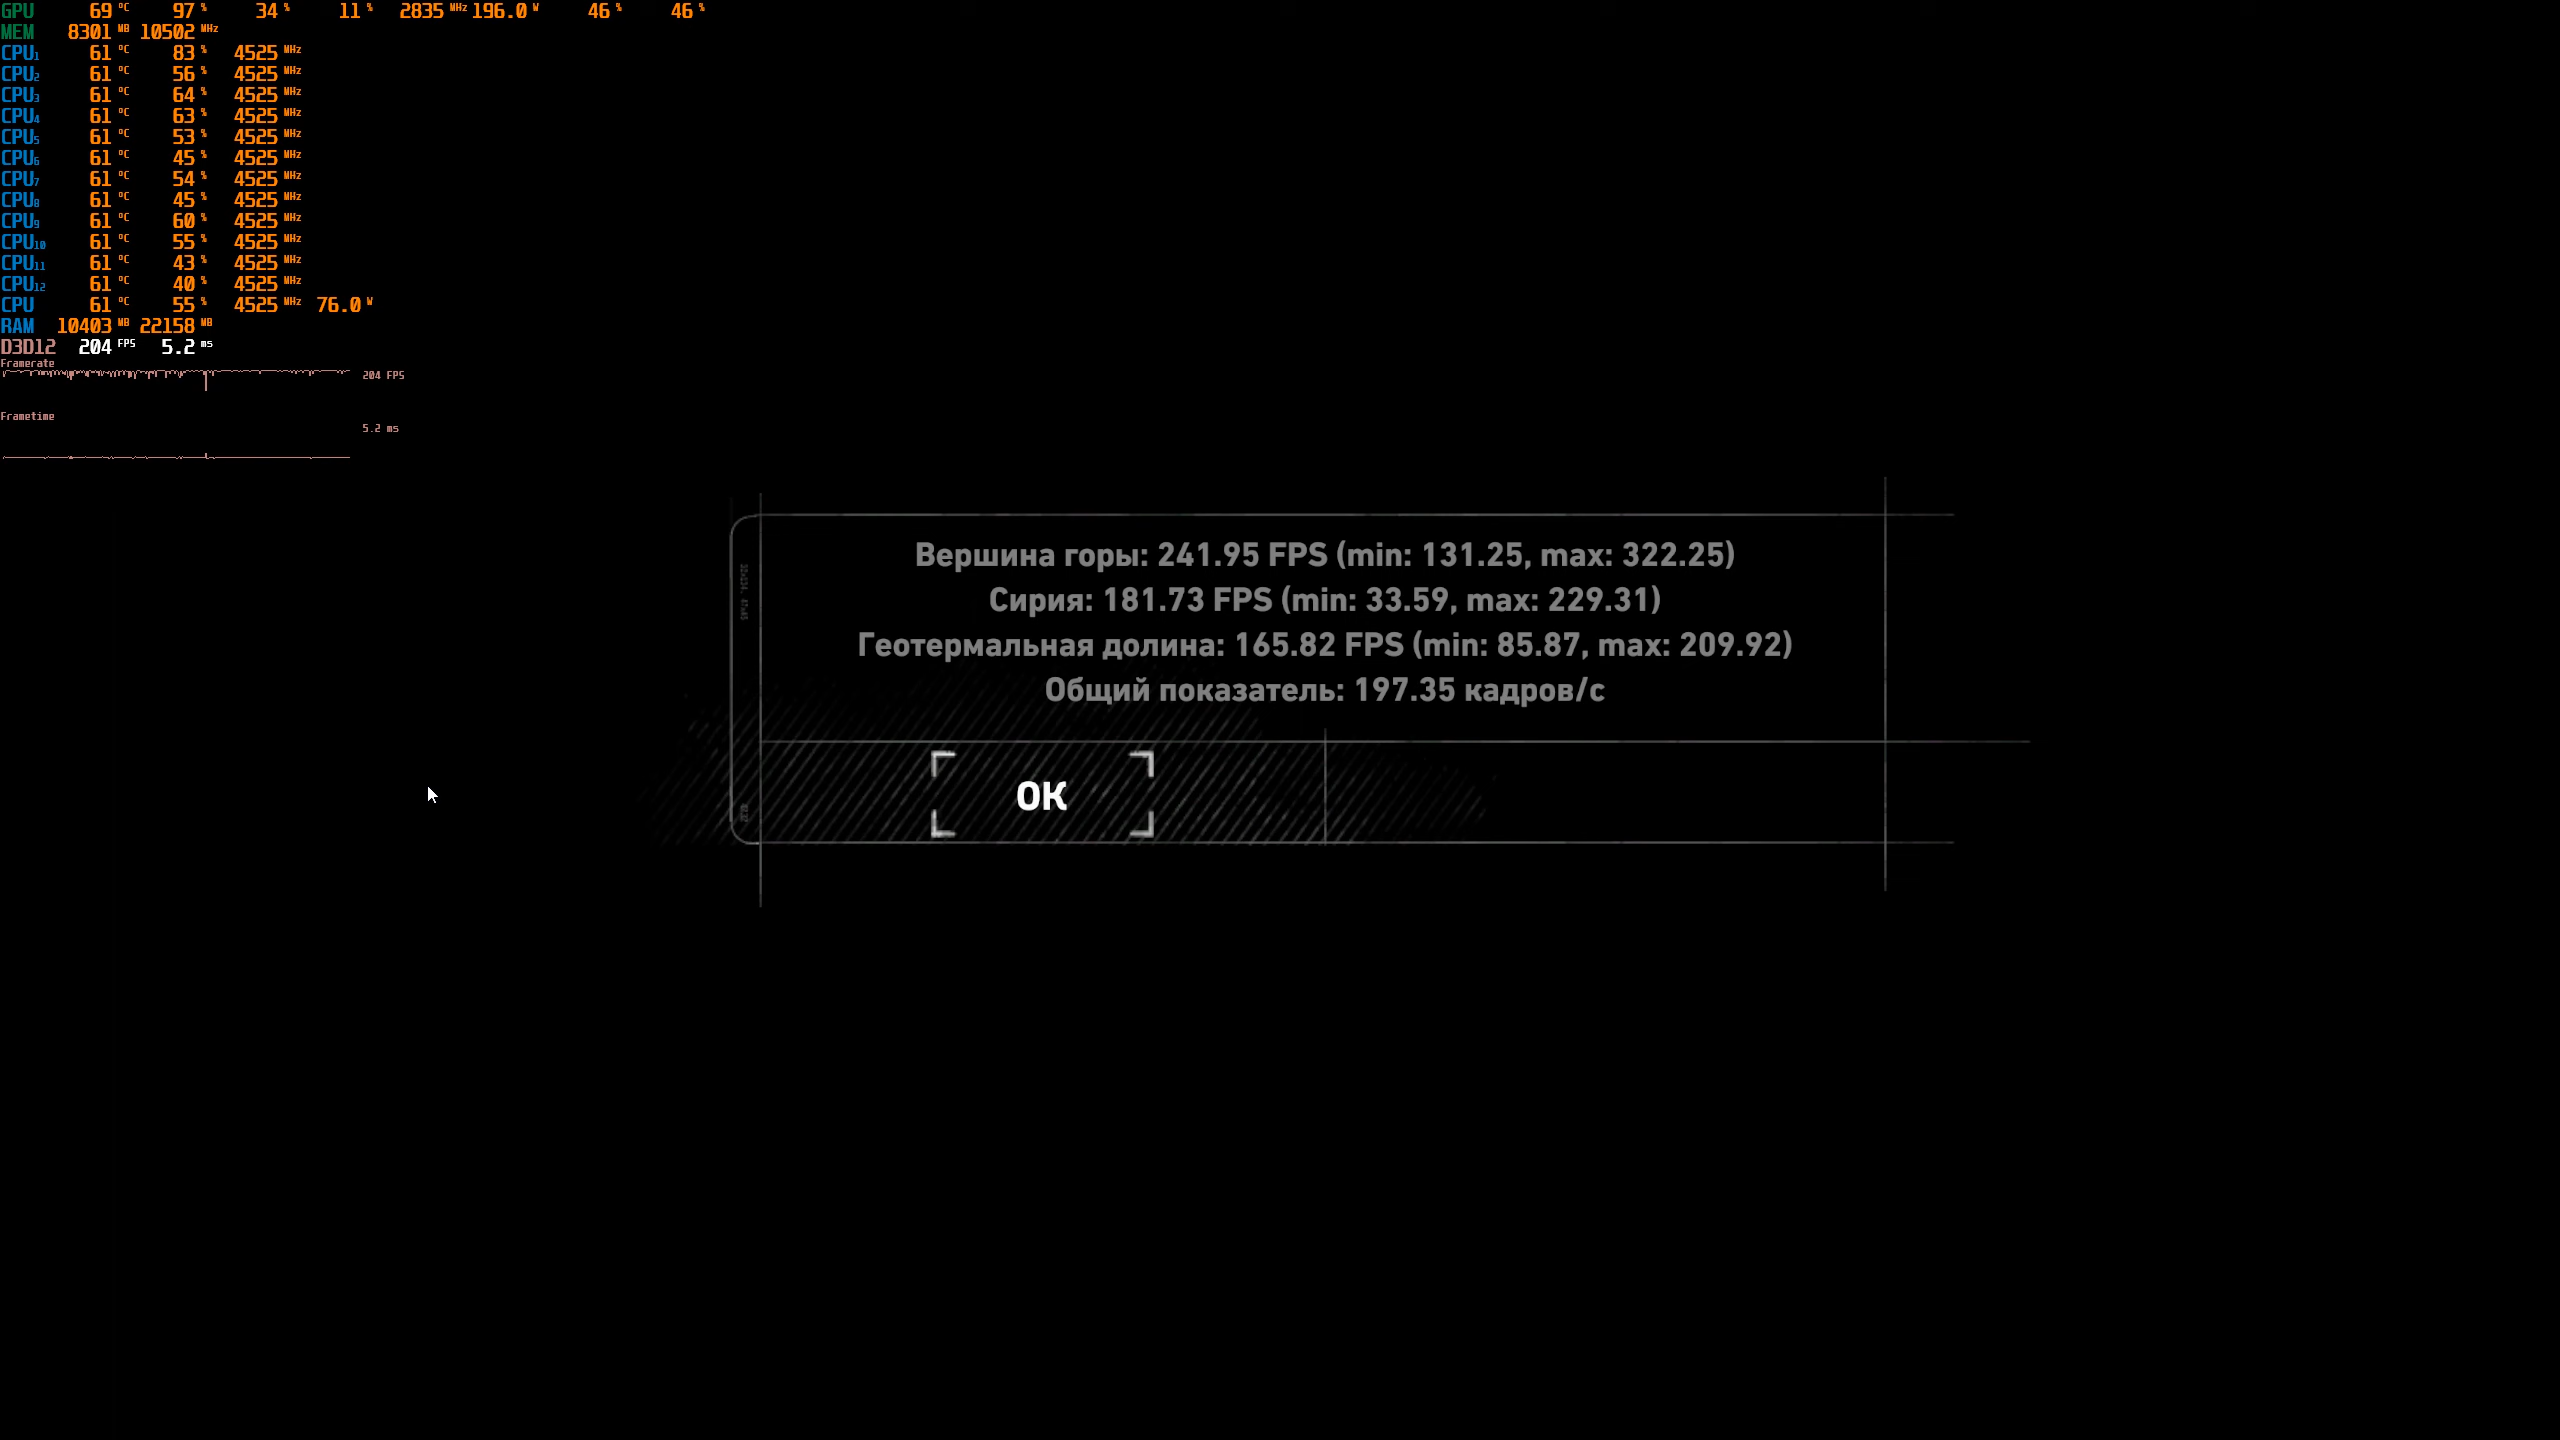 GPU 69 °C 97 % 34 % 11 % 2835 MHz 196.0 W 46 % 46 %
MEM 8301 MB 10502 MHz
CPU1 61 °C 83 % 4525 MHz
CPU2 61 °C 56 % 4525 MHz
CPU3 61 °C 64 % 4525 MHz
CPU4 61 °C 63 % 4525 MHz
CPU5 61 °C 53 % 4525 MHz
CPU6 61 °C 45 % 4525 MHz
CPU7 61 °C 54 % 4525 MHz
CPU8 61 °C 45 % 4525 MHz
CPU9 61 °C 60 % 4525 MHz
CPU10 61 °C 55 % 4525 MHz
CPU11 61 °C 43 % 4525 MHz
CPU12 61 °C 40 % 4525 MHz
CPU 61 °C 55 % 4525 MHz 76.0 W
RAM 10403 MB 22158 MB
D3D12 204 FPS 5.2 ms
Framerate
204 FPS
Frametime
5.2 ms
Вершина горы: 241.95 FPS (min: 131.25, max: 322.25)
Сирия: 181.73 FPS (min: 33.59, max: 229.31)
Геотермальная долина: 165.82 FPS (min: 85.87, max: 209.92)
Общий показатель: 197.35 кадров/с
ОК